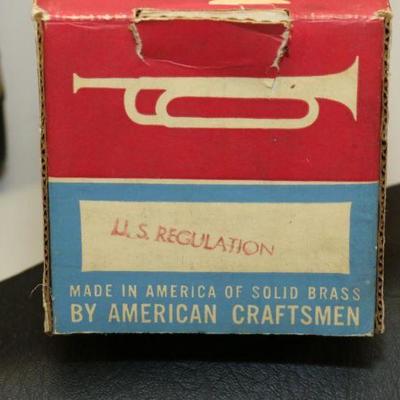 U.S. REGULATION
MADE IN AMERICA OF SOLID BRASS
BY AMERICAN CRAFTSMEN